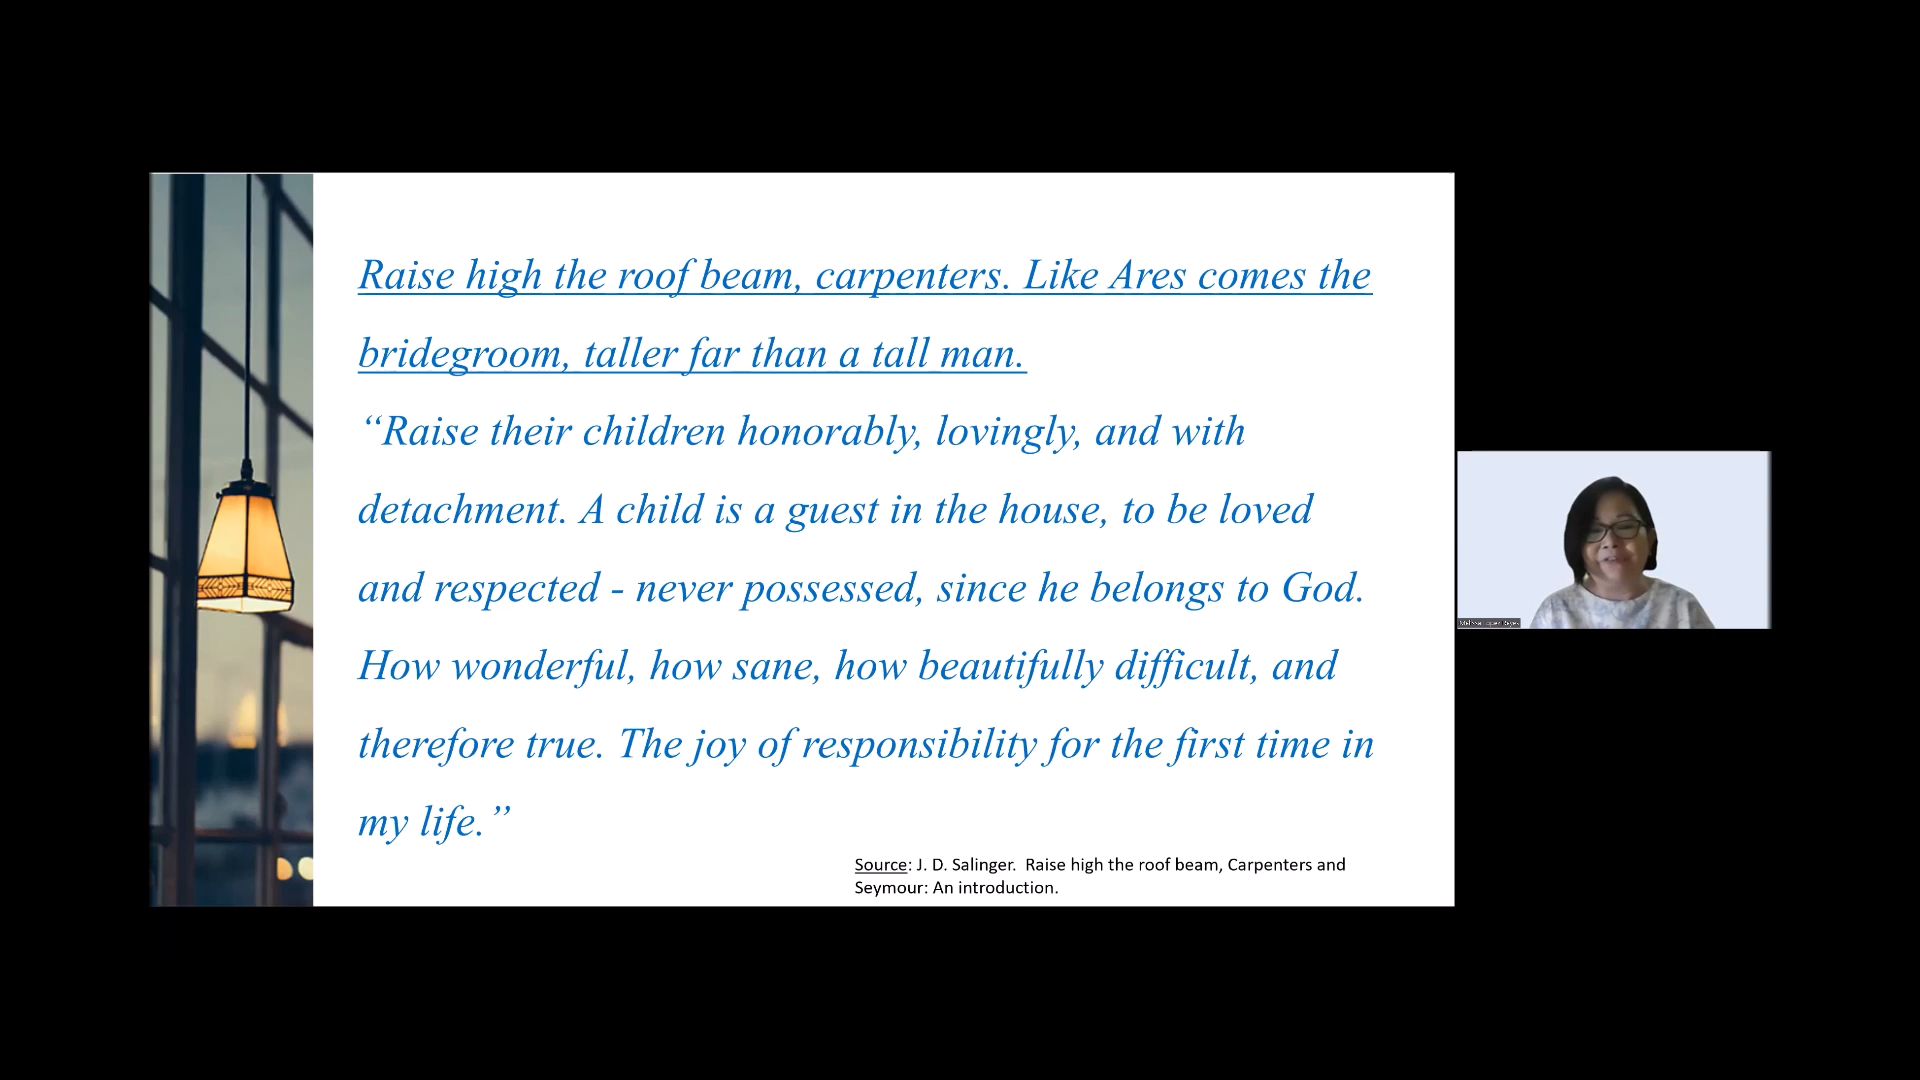 Raise high the roof beam, carpenters. Like Ares comes the
bridegroom, taller far than a tall man.
“Raise their children honorably, lovingly, and with
detachment. A child is a guest in the house, to be loved
and respected - never possessed, since he belongs to God.
How wonderful, how sane, how beautifully difficult, and
therefore true. The joy of responsibility for the first time in
my life.”
Source: J. D. Salinger. Raise high the roof beam, Carpenters and
Seymour: An introduction.
Melissa Lopez Reyes